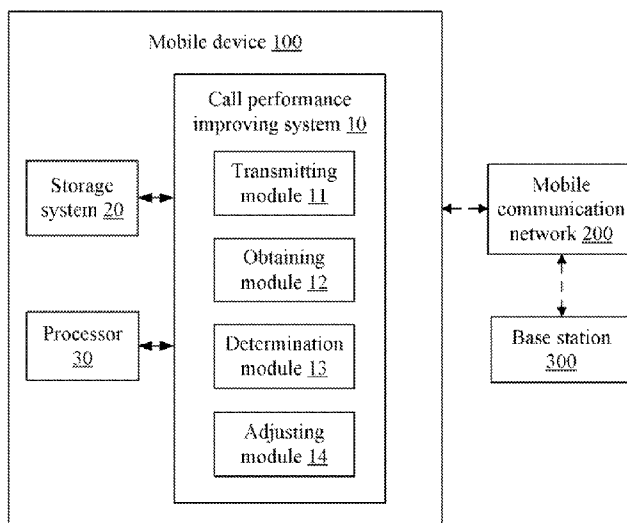 Mobile device 100
Call performance
improving system 10
Transmitting
module 11
Obtaining
module 12
Determination
module 13
Adjusting
module 14
Storage
system 20
Processor
30
Mobile
communication
network 200
Base station
300